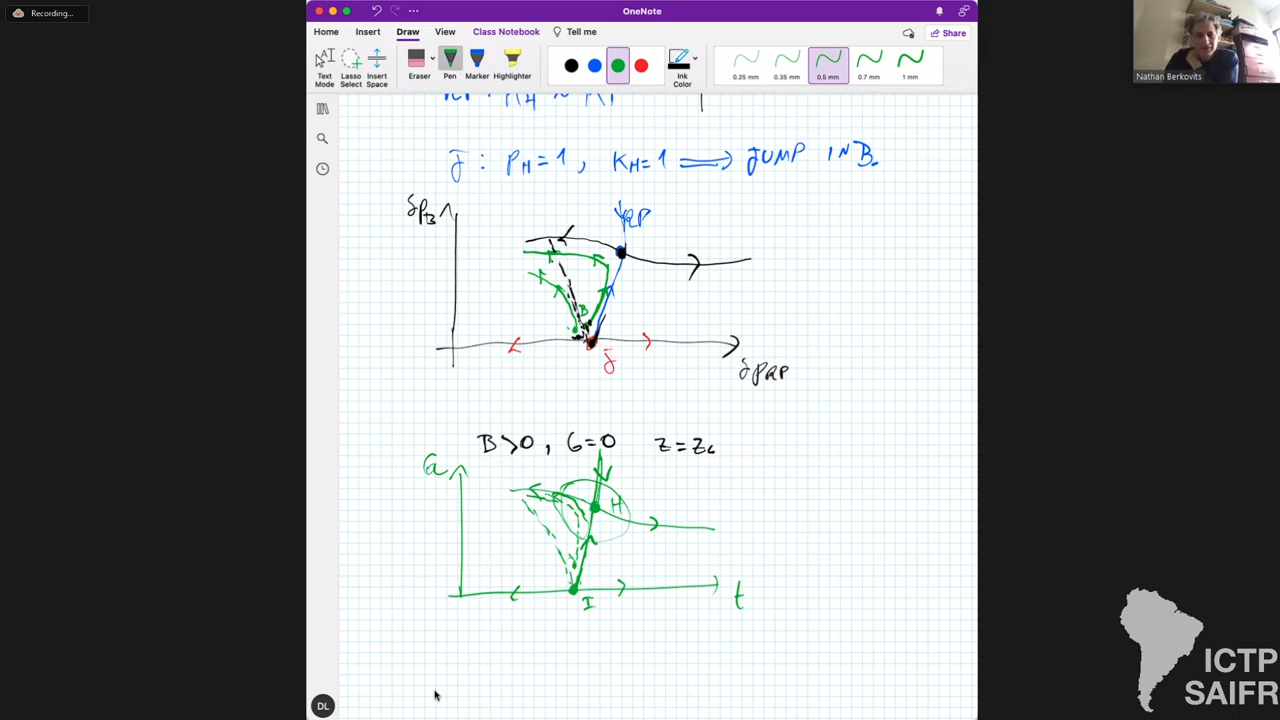 Recording...
OneNote
Home Insert Draw View Class Notebook Tell me
Share
Text Mode
Lasso Select
Insert Space
Eraser
Pen
Marker
Highlighter
Ink Color
0.25 mm
0.35 mm
0.5 mm
0.7 mm
1 mm
Nathan Berkovits
J : PH=1, KH=1 ⟹ JUMP IN B.
δPB
RP
B
J
δPRP
B>0, G=0 Z=Zc
a
H
I
t
DL
ICTP
SAIFR